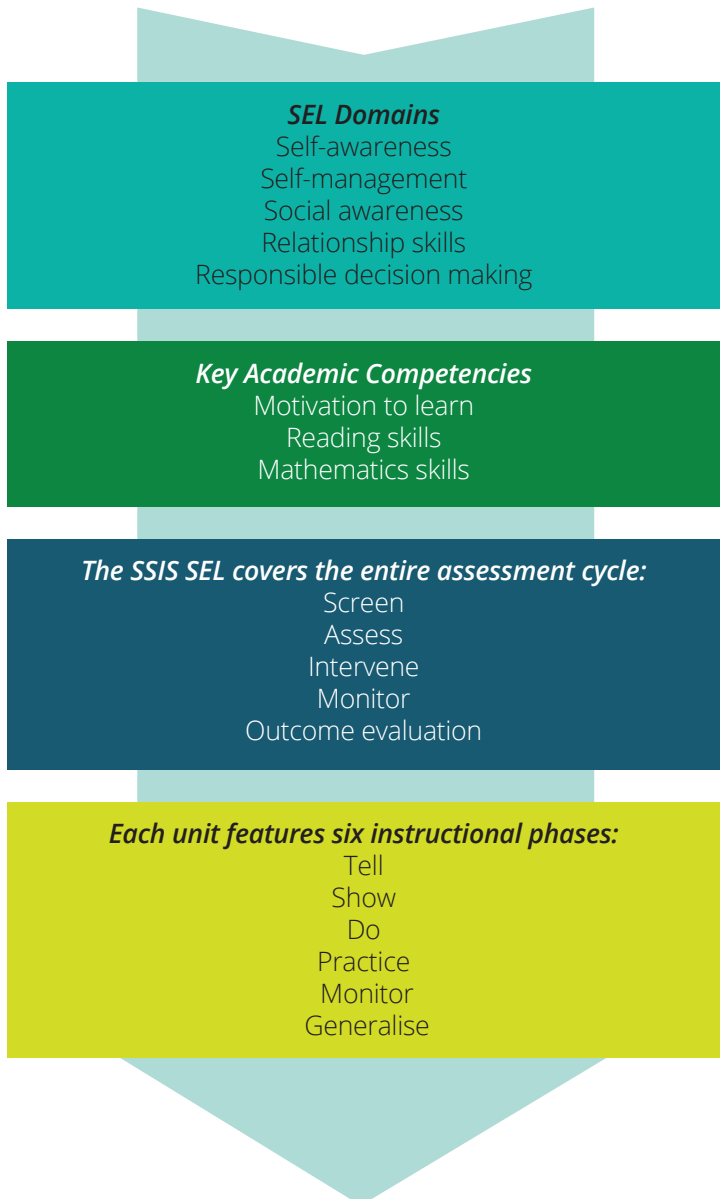 SEL Domains
Self-awareness
Self-management
Social awareness
Relationship skills
Responsible decision making
Key Academic Competencies
Motivation to learn
Reading skills
Mathematics skills
The SSIS SEL covers the entire assessment cycle:
Screen
Assess
Intervene
Monitor
Outcome evaluation
Each unit features six instructional phases:
Tell
Show
Do
Practice
Monitor
Generalise